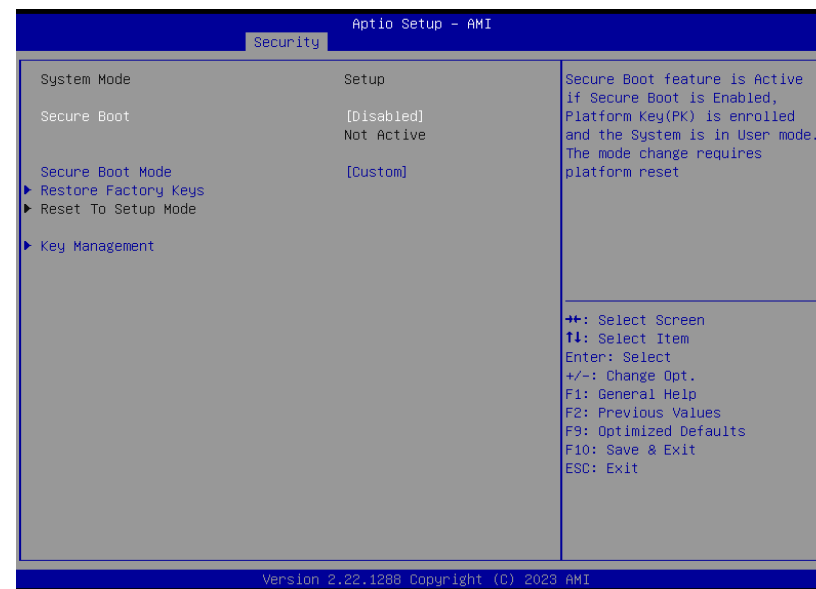 Aptio Setup – AMI
Security
System Mode Setup
Secure Boot [Disabled]
Not Active
Secure Boot Mode [Custom]
▶ Restore Factory Keys
▶ Reset To Setup Mode
▶ Key Management
Secure Boot feature is Active
if Secure Boot is Enabled,
Platform Key(PK) is enrolled
and the System is in User mode.
The mode change requires
platform reset
→←: Select Screen
↑↓: Select Item
Enter: Select
+/-: Change Opt.
F1: General Help
F2: Previous Values
F9: Optimized Defaults
F10: Save & Exit
ESC: Exit
Version 2.22.1288 Copyright (C) 2023 AMI